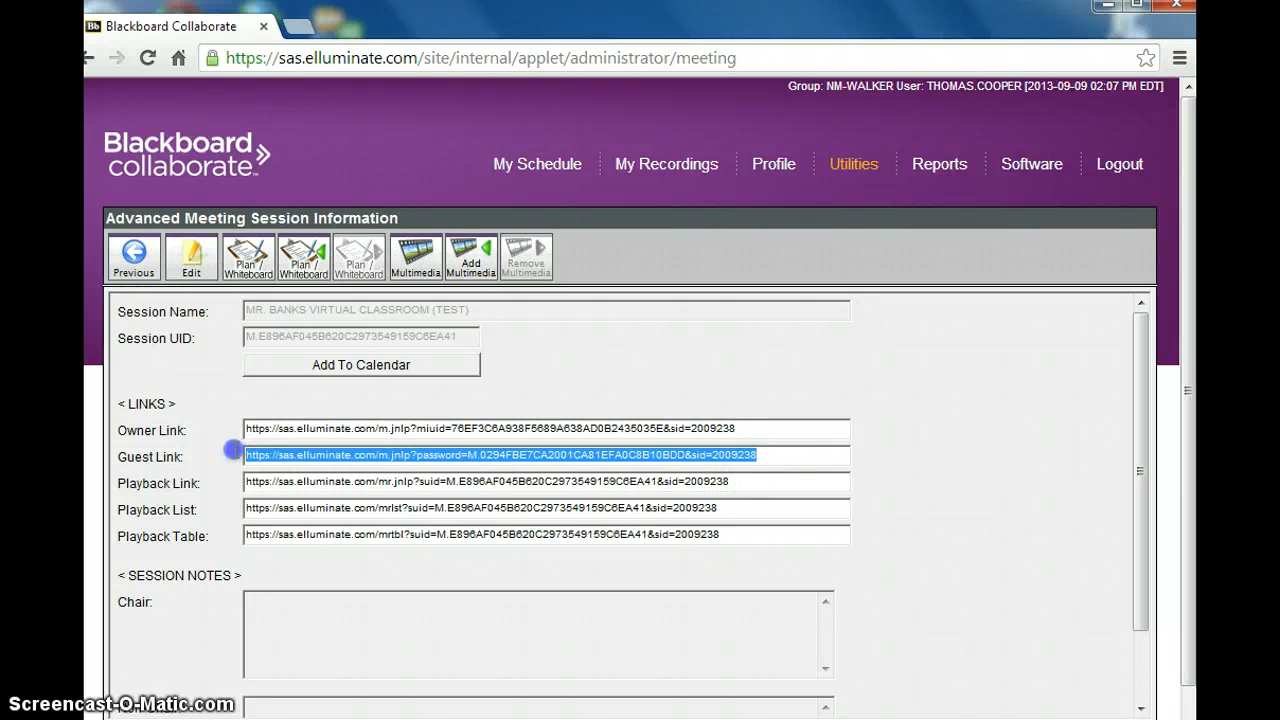 Bb Blackboard Collaborate
https://sas.elluminate.com/site/internal/applet/administrator/meeting
Group: NM-WALKER User: THOMAS.COOPER [2013-09-09 02:07 PM EDT]
Blackboard
collaborate™
My Schedule
My Recordings
Profile
Utilities
Reports
Software
Logout
Advanced Meeting Session Information
Previous
Edit
Plan / Whiteboard
Plan / Whiteboard
Plan / Whiteboard
Multimedia
Add Multimedia
Remove Multimedia
Session Name: MR. BANKS VIRTUAL CLASSROOM (TEST)
Session UID: M.E896AF045B620C2973549159C6EA41
Add To Calendar
< LINKS >
Owner Link: https://sas.elluminate.com/m.jnlp?miuid=76EF3C6A938F5689A638AD0B2435035E&sid=2009238
Guest Link: https://sas.elluminate.com/m.jnlp?password=M.0294FBE7CA2001CA81EFA0C8B10BDD&sid=2009238
Playback Link: https://sas.elluminate.com/mr.jnlp?suid=M.E896AF045B620C2973549159C6EA41&sid=2009238
Playback List: https://sas.elluminate.com/mrlst?suid=M.E896AF045B620C2973549159C6EA41&sid=2009238
Playback Table: https://sas.elluminate.com/mrtbl?suid=M.E896AF045B620C2973549159C6EA41&sid=2009238
< SESSION NOTES >
Chair:
Screencast-O-Matic.com